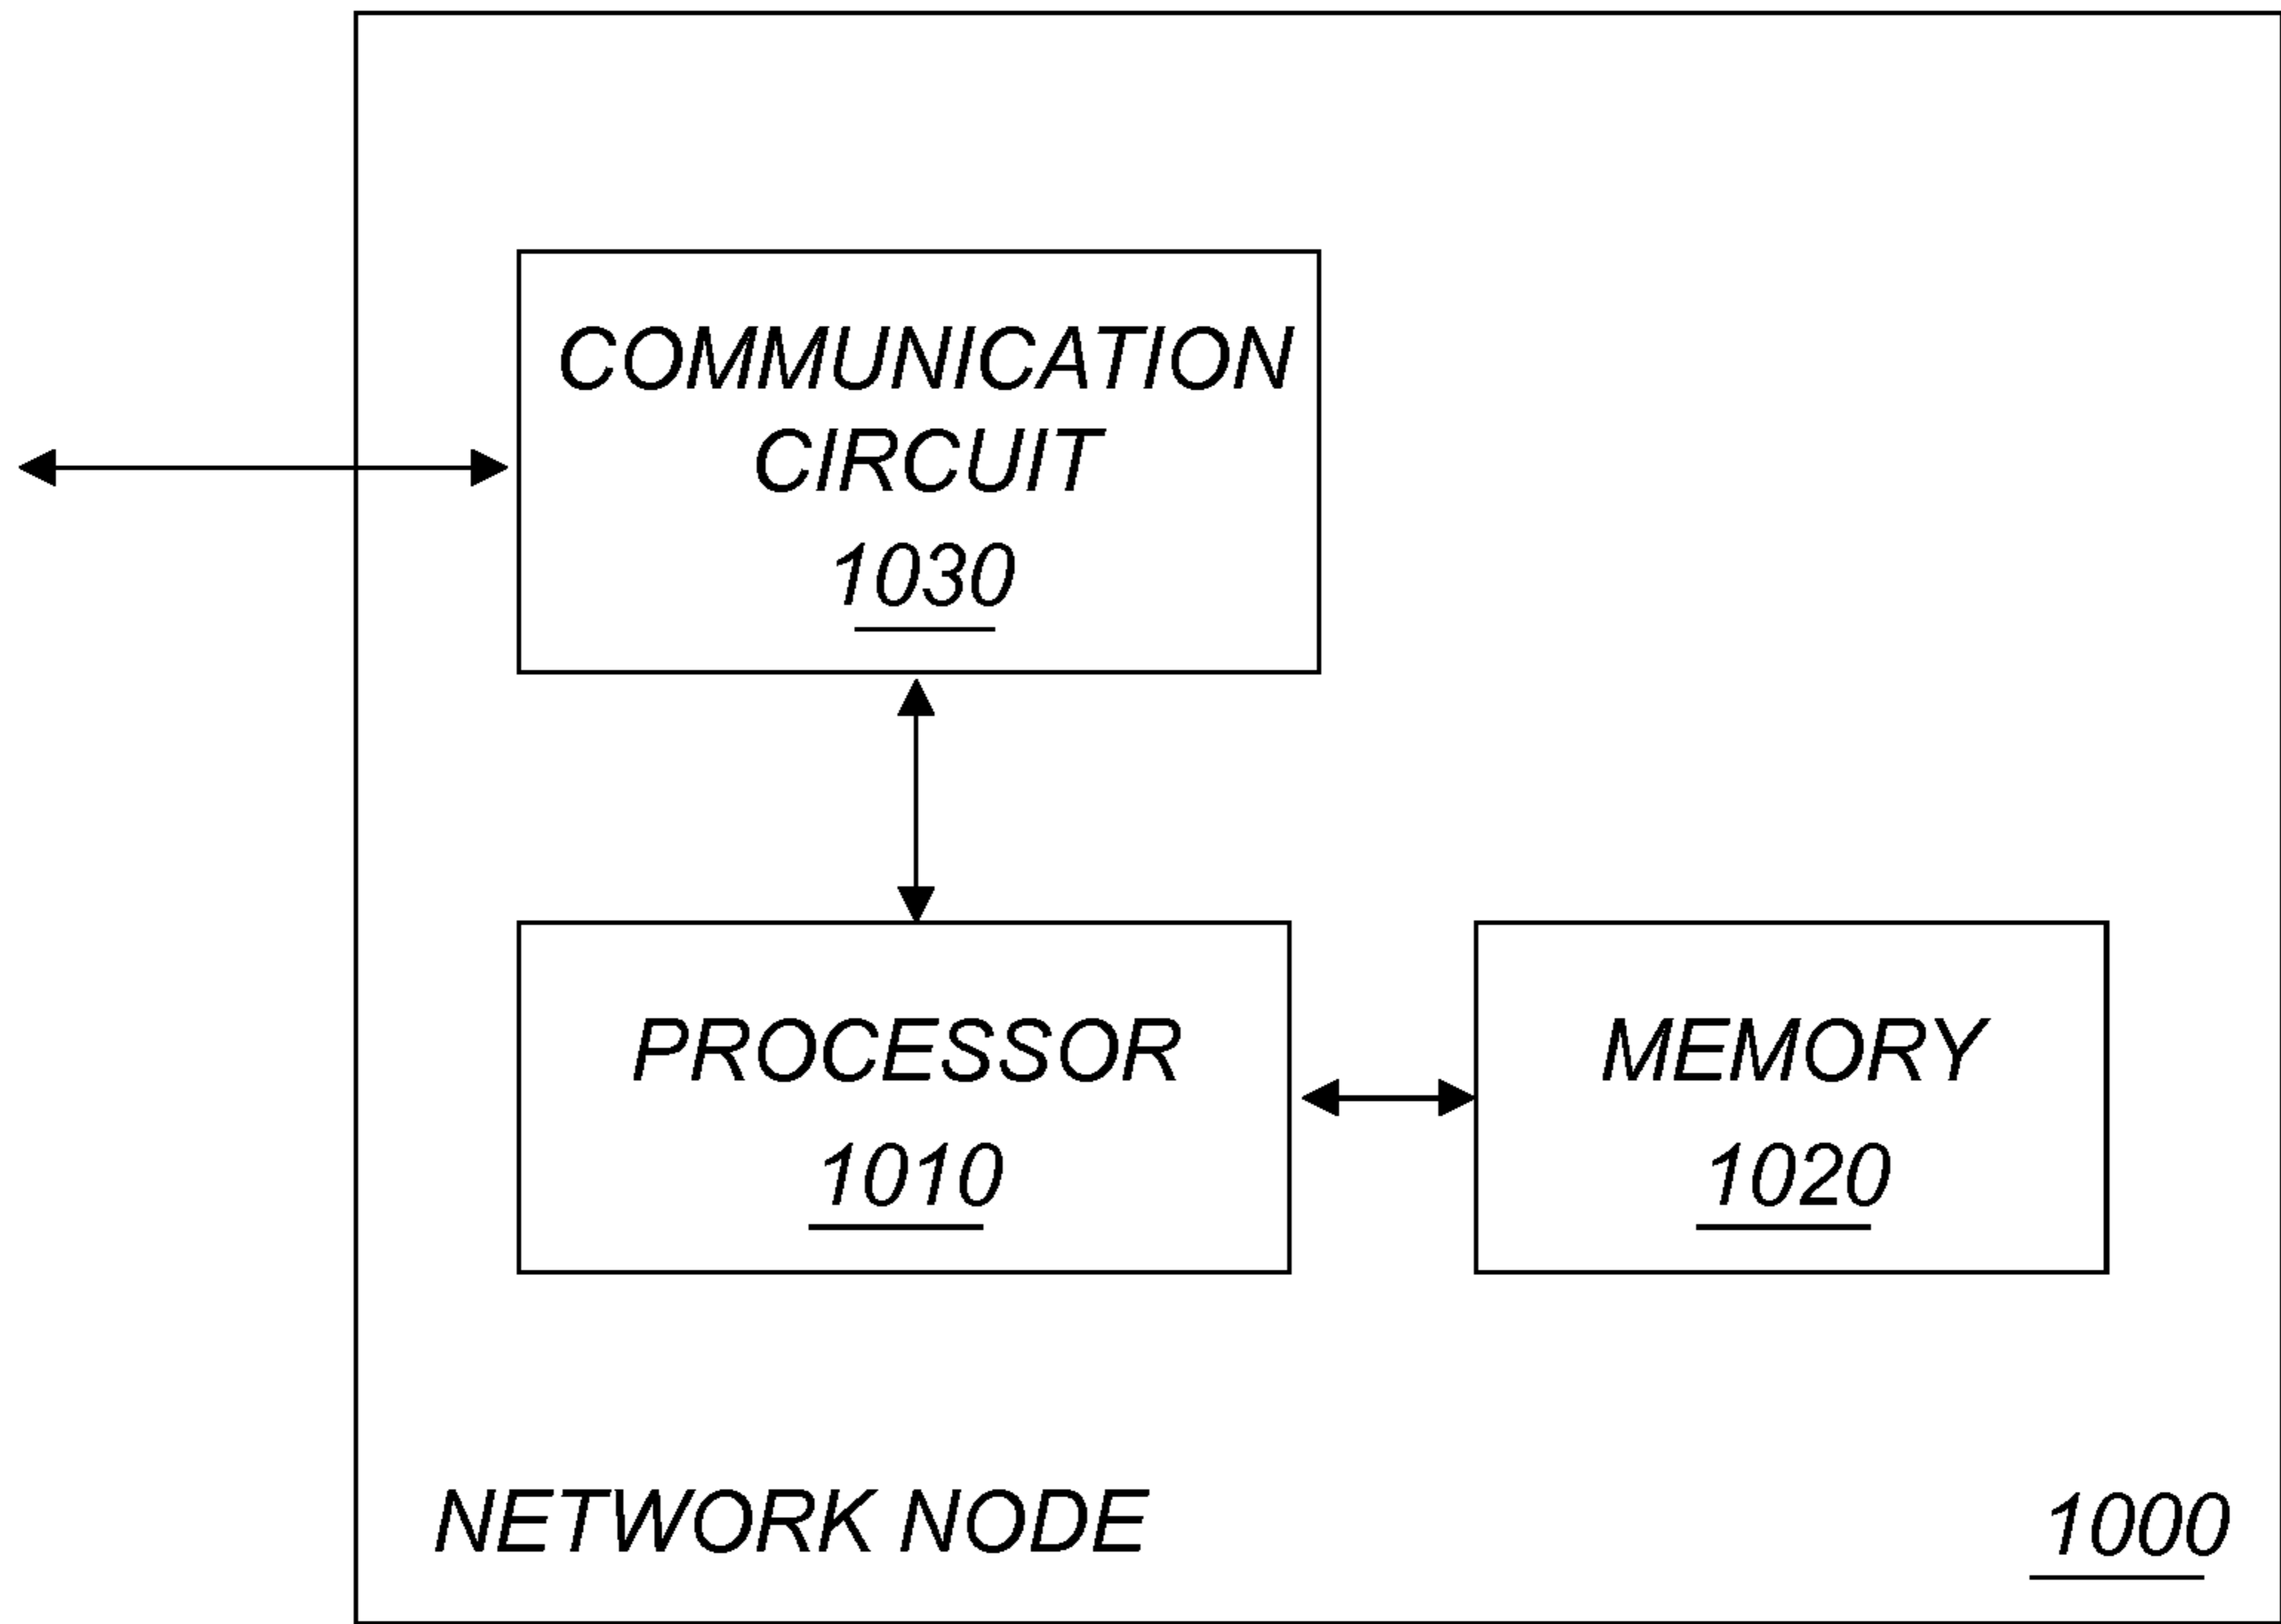 COMMUNICATION
CIRCUIT
1030
PROCESSOR
1010
MEMORY
1020
NETWORK NODE
1000